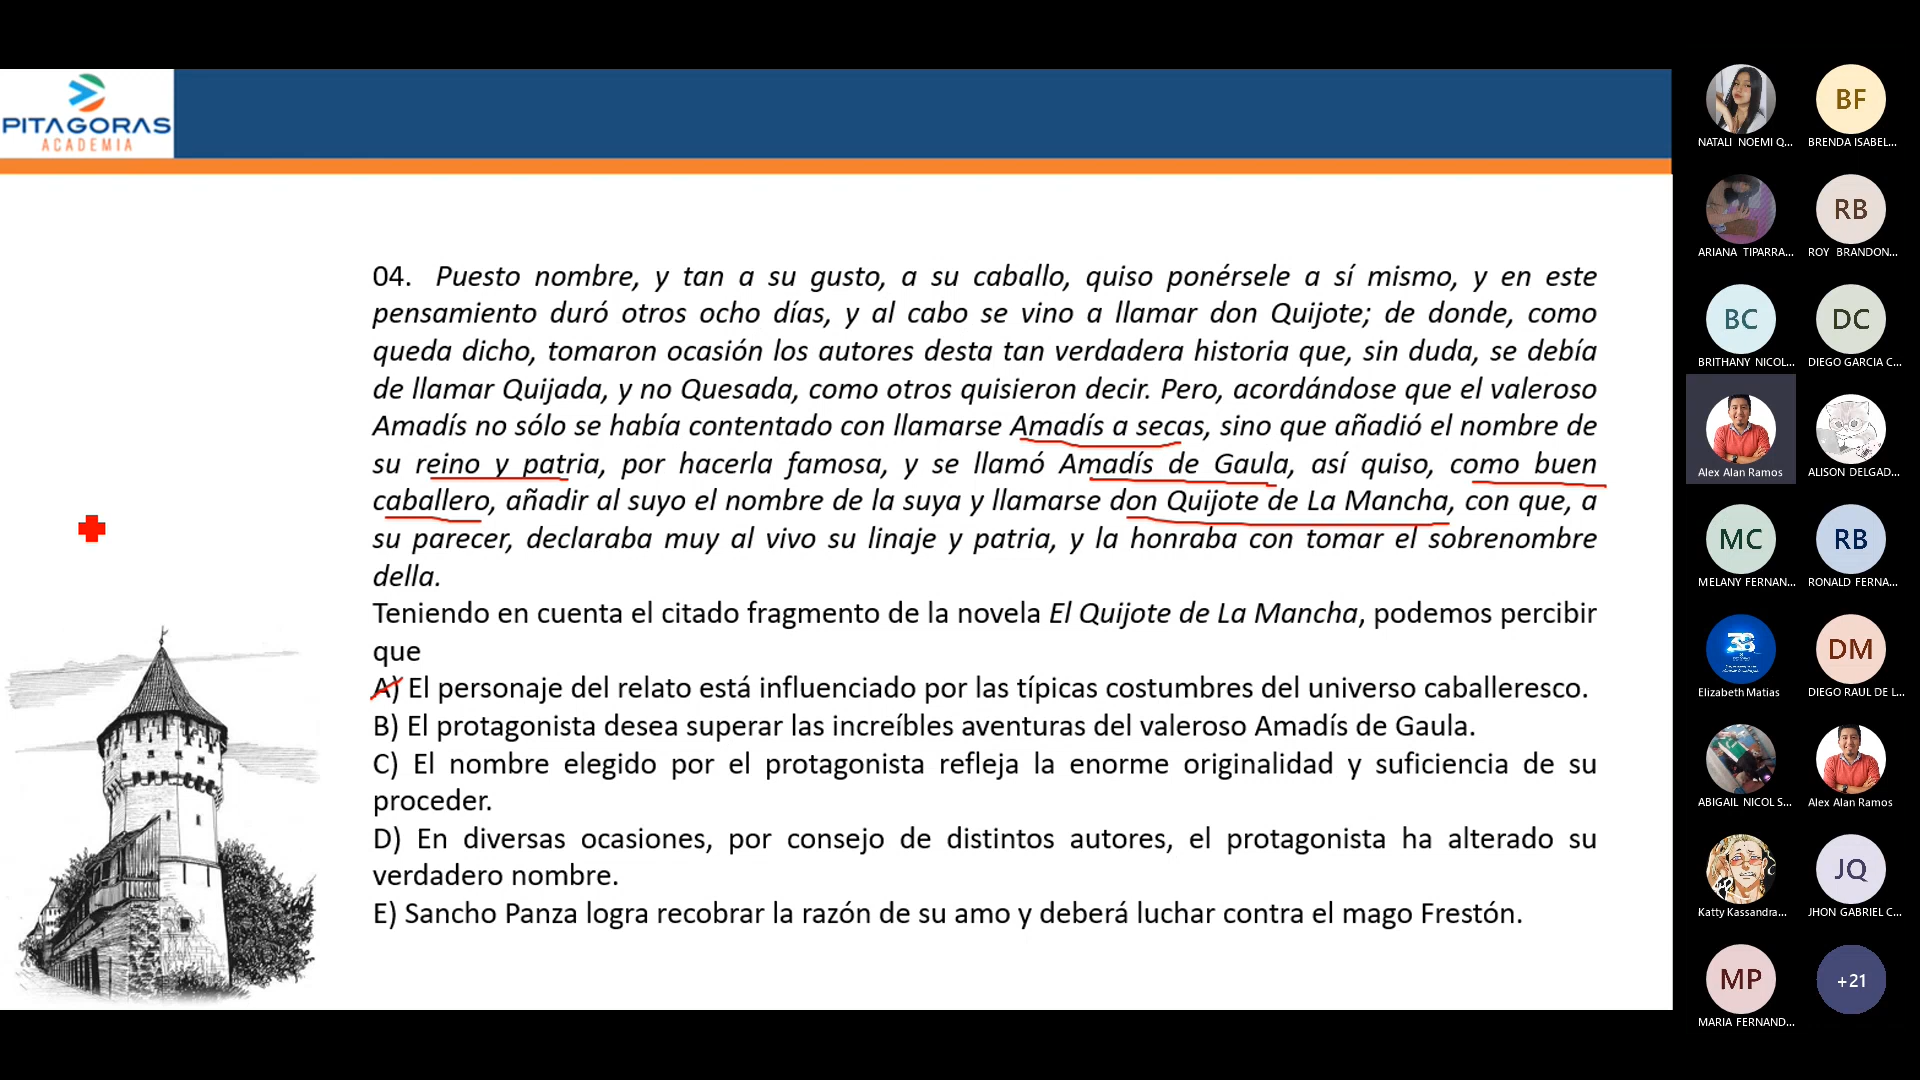 PITAGORAS
ACADEMIA
04. Puesto nombre, y tan a su gusto, a su caballo, quiso ponérsele a sí mismo, y en este
pensamiento duró otros ocho días, y al cabo se vino a llamar don Quijote; de donde, como
queda dicho, tomaron ocasión los autores desta tan verdadera historia que, sin duda, se debía
de llamar Quijada, y no Quesada, como otros quisieron decir. Pero, acordándose que el valeroso
Amadís no sólo se había contentado con llamarse Amadís a secas, sino que añadió el nombre de
su reino y patria, por hacerla famosa, y se llamó Amadís de Gaula, así quiso, como buen
caballero, añadir al suyo el nombre de la suya y llamarse don Quijote de La Mancha, con que, a
su parecer, declaraba muy al vivo su linaje y patria, y la honraba con tomar el sobrenombre
della.
Teniendo en cuenta el citado fragmento de la novela El Quijote de La Mancha, podemos percibir
que
A) El personaje del relato está influenciado por las típicas costumbres del universo caballeresco.
B) El protagonista desea superar las increíbles aventuras del valeroso Amadís de Gaula.
C) El nombre elegido por el protagonista refleja la enorme originalidad y suficiencia de su
proceder.
D) En diversas ocasiones, por consejo de distintos autores, el protagonista ha alterado su
verdadero nombre.
E) Sancho Panza logra recobrar la razón de su amo y deberá luchar contra el mago Frestón.
NATALI NOEMI Q...
BF
BRENDA ISABEL...
ARIANA TIPARRA...
RB
ROY BRANDON...
BC
BRITHANY NICOL...
DC
DIEGO GARCIA C...
Alex Alan Ramos
ALISON DELGAD...
MC
MELANY FERNAN...
RB
RONALD FERNA...
Elizabeth Matias
DM
DIEGO RAUL DE L...
ABIGAIL NICOL S...
Alex Alan Ramos
Katty Kassandra...
JQ
JHON GABRIEL C...
MP
MARIA FERNAND...
+21